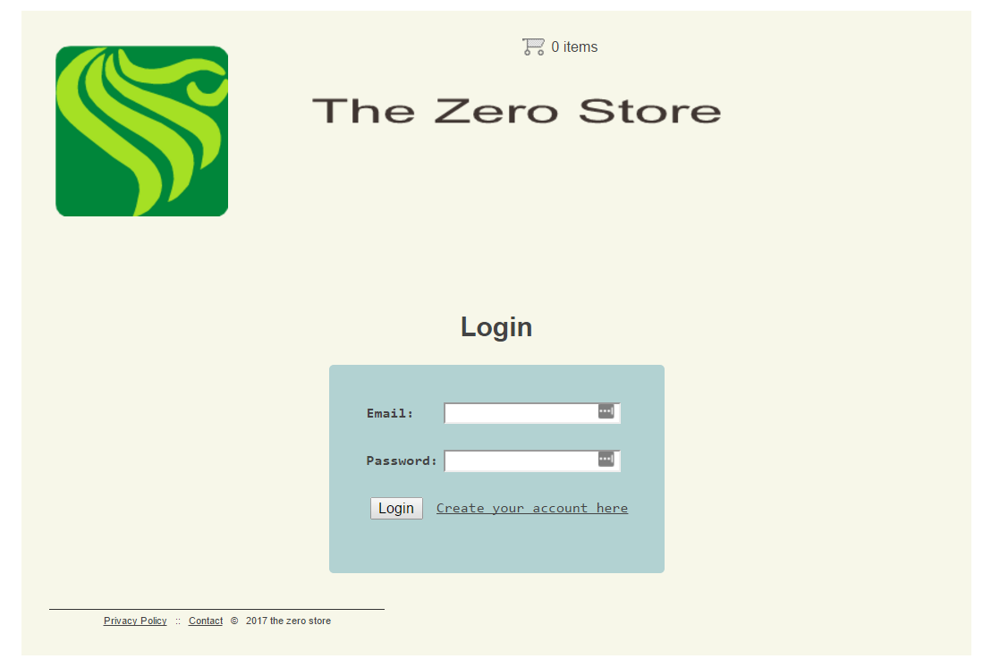 0 items
The Zero Store
Login
Email:
Password:
Login Create your account here
Privacy Policy :: Contact © 2017 the zero store